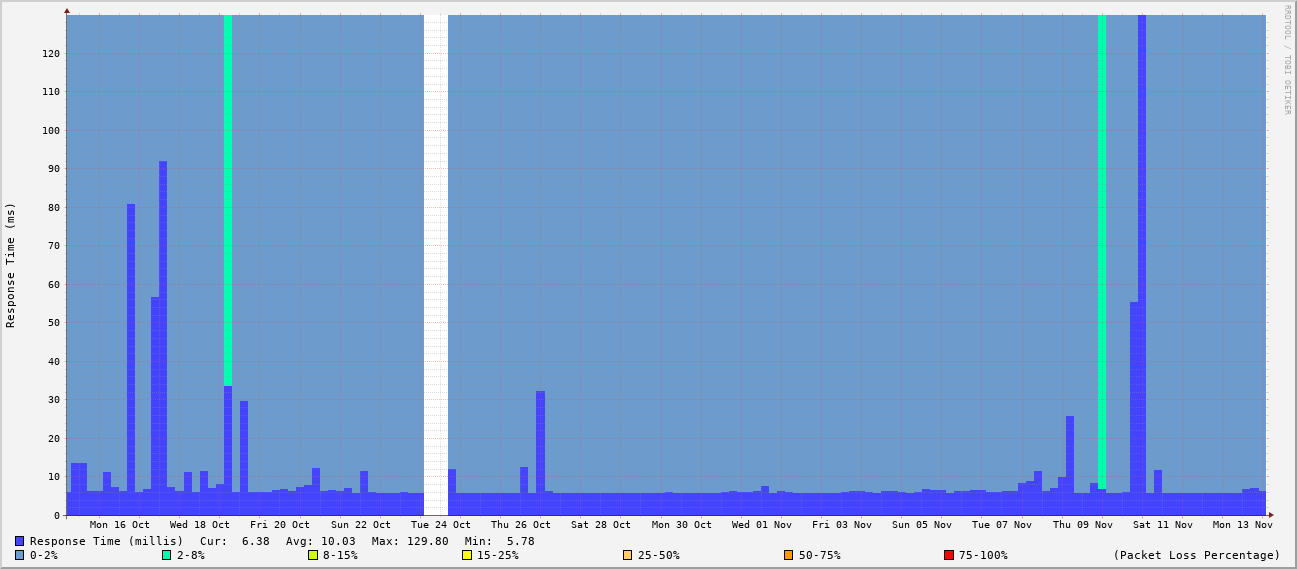 RRDTOOL / TOBI OETIKER
Response Time (ms)
120
110
100
90
80
70
60
50
40
30
20
10
0
Mon 16 Oct Wed 18 Oct Fri 20 Oct Sun 22 Oct Tue 24 Oct Thu 26 Oct Sat 28 Oct Mon 30 Oct Wed 01 Nov Fri 03 Nov Sun 05 Nov Tue 07 Nov Thu 09 Nov Sat 11 Nov Mon 13 Nov
Response Time (millis) Cur: 6.38 Avg: 10.03 Max: 129.80 Min: 5.78
0-2% 2-8% 8-15% 15-25% 25-50% 50-75% 75-100% (Packet Loss Percentage)